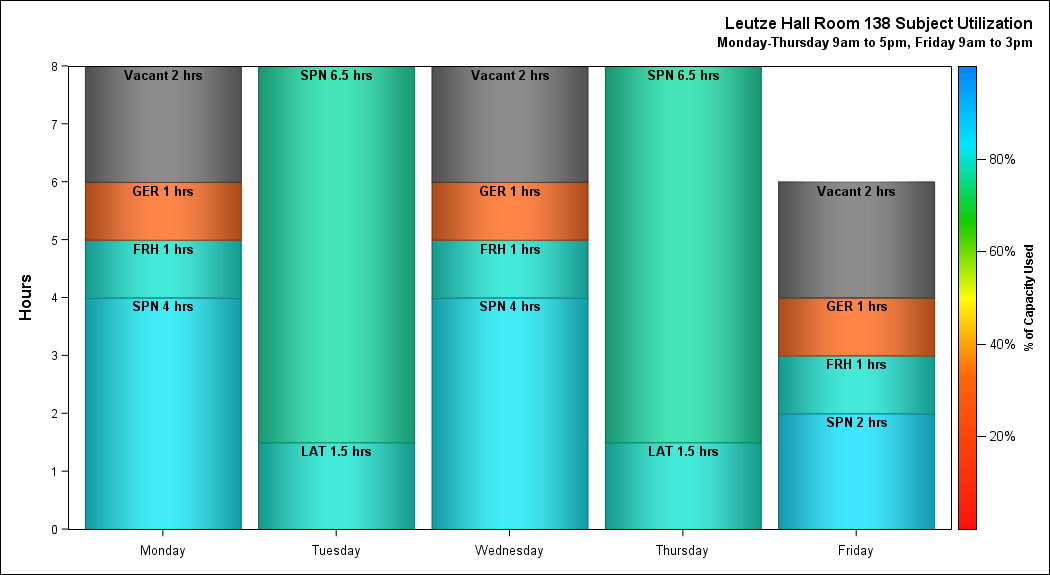 Leutze Hall Room 138 Subject Utilization
Monday-Thursday 9am to 5pm, Friday 9am to 3pm
Hours
8
7
6
5
4
3
2
1
0
Vacant 2 hrs
GER 1 hrs
FRH 1 hrs
SPN 4 hrs
SPN 6.5 hrs
LAT 1.5 hrs
Vacant 2 hrs
GER 1 hrs
FRH 1 hrs
SPN 4 hrs
SPN 6.5 hrs
LAT 1.5 hrs
Vacant 2 hrs
GER 1 hrs
FRH 1 hrs
SPN 2 hrs
Monday
Tuesday
Wednesday
Thursday
Friday
80%
60%
40%
20%
% of Capacity Used